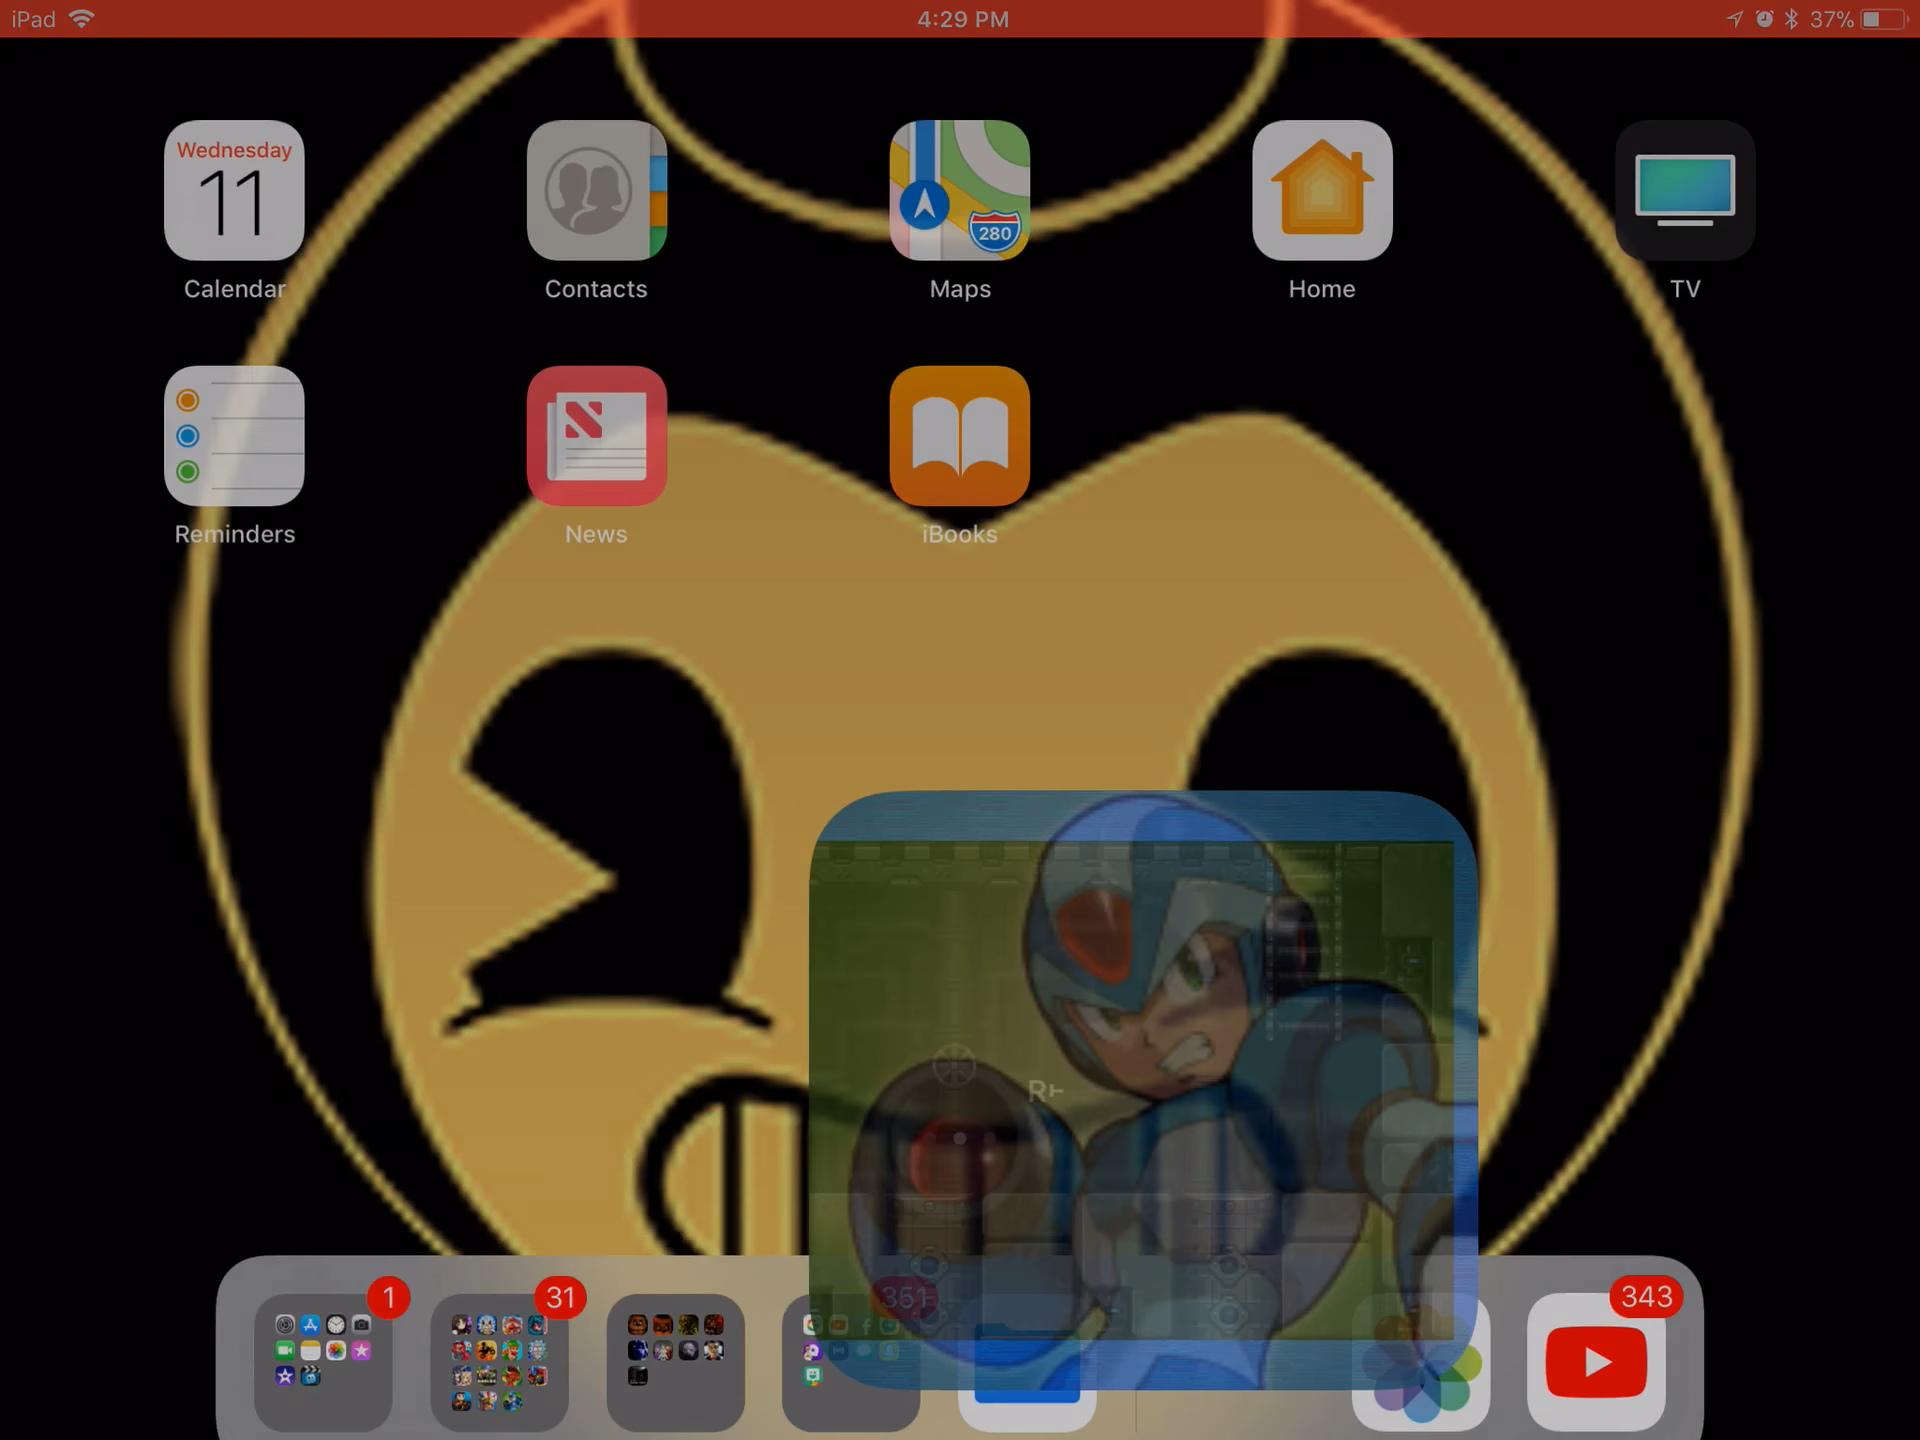 iPad 4:29 PM 37%
Wednesday
11
280
Calendar Contacts Maps Home TV
Reminders News iBooks
1 31 351 343